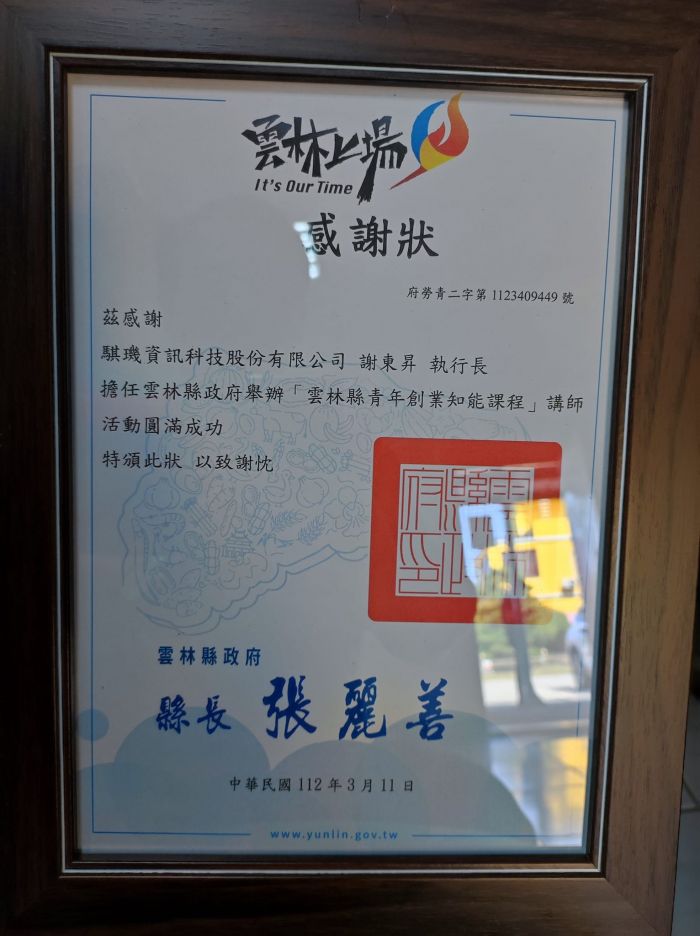 雲林上場
It's Our Time
感謝狀
府勞青二字第 1123409449 號
茲感謝
騏璣資訊科技股份有限公司 謝東昇 執行長
擔任雲林縣政府舉辦「雲林縣青年創業知能課程」講師
活動圓滿成功
特頒此狀 以致謝忱
雲林縣政府
縣長 張麗善
中華民國 112 年 3 月 11 日
www.yunlin.gov.tw